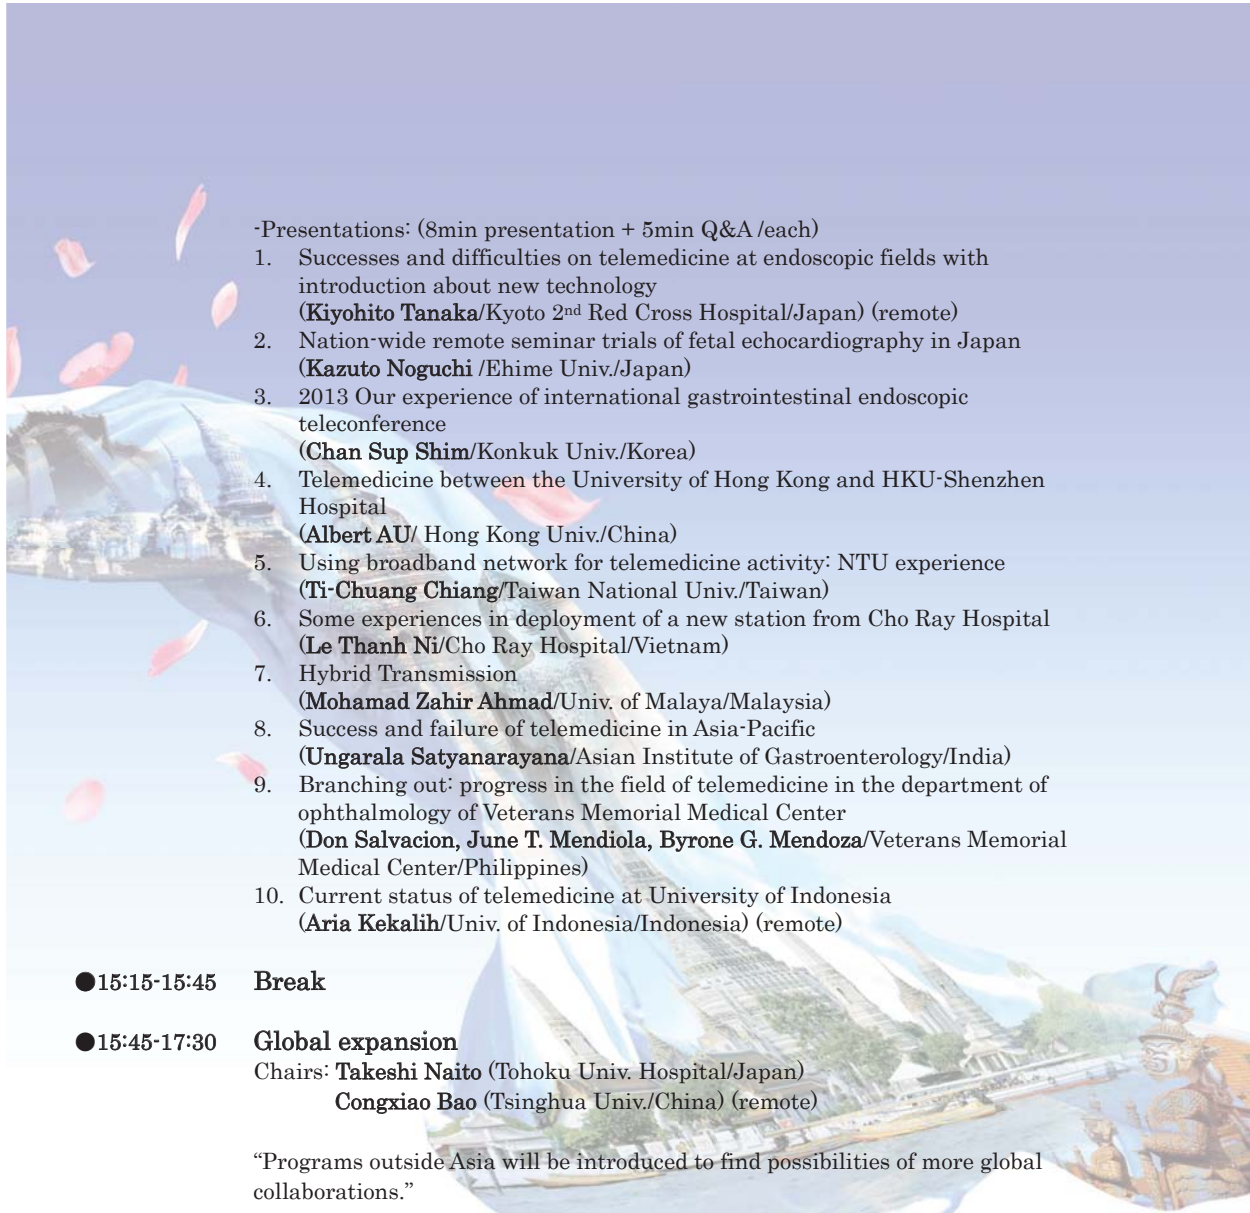 -Presentations: (8min presentation + 5min Q&A /each)
1. Successes and difficulties on telemedicine at endoscopic fields with
introduction about new technology
(Kiyohito Tanaka/Kyoto 2nd Red Cross Hospital/Japan) (remote)
2. Nation-wide remote seminar trials of fetal echocardiography in Japan
(Kazuto Noguchi /Ehime Univ./Japan)
3. 2013 Our experience of international gastrointestinal endoscopic
teleconference
(Chan Sup Shim/Konkuk Univ./Korea)
4. Telemedicine between the University of Hong Kong and HKU-Shenzhen
Hospital
(Albert AU/ Hong Kong Univ./China)
5. Using broadband network for telemedicine activity: NTU experience
(Ti-Chuang Chiang/Taiwan National Univ./Taiwan)
6. Some experiences in deployment of a new station from Cho Ray Hospital
(Le Thanh Ni/Cho Ray Hospital/Vietnam)
7. Hybrid Transmission
(Mohamad Zahir Ahmad/Univ. of Malaya/Malaysia)
8. Success and failure of telemedicine in Asia-Pacific
(Ungarala Satyanarayana/Asian Institute of Gastroenterology/India)
9. Branching out: progress in the field of telemedicine in the department of
ophthalmology of Veterans Memorial Medical Center
(Don Salvacion, June T. Mendiola, Byrone G. Mendoza/Veterans Memorial
Medical Center/Philippines)
10. Current status of telemedicine at University of Indonesia
(Aria Kekalih/Univ. of Indonesia/Indonesia) (remote)
●15:15-15:45 Break
●15:45-17:30 Global expansion
Chairs: Takeshi Naito (Tohoku Univ. Hospital/Japan)
Congxiao Bao (Tsinghua Univ./China) (remote)
“Programs outside Asia will be introduced to find possibilities of more global
collaborations.”